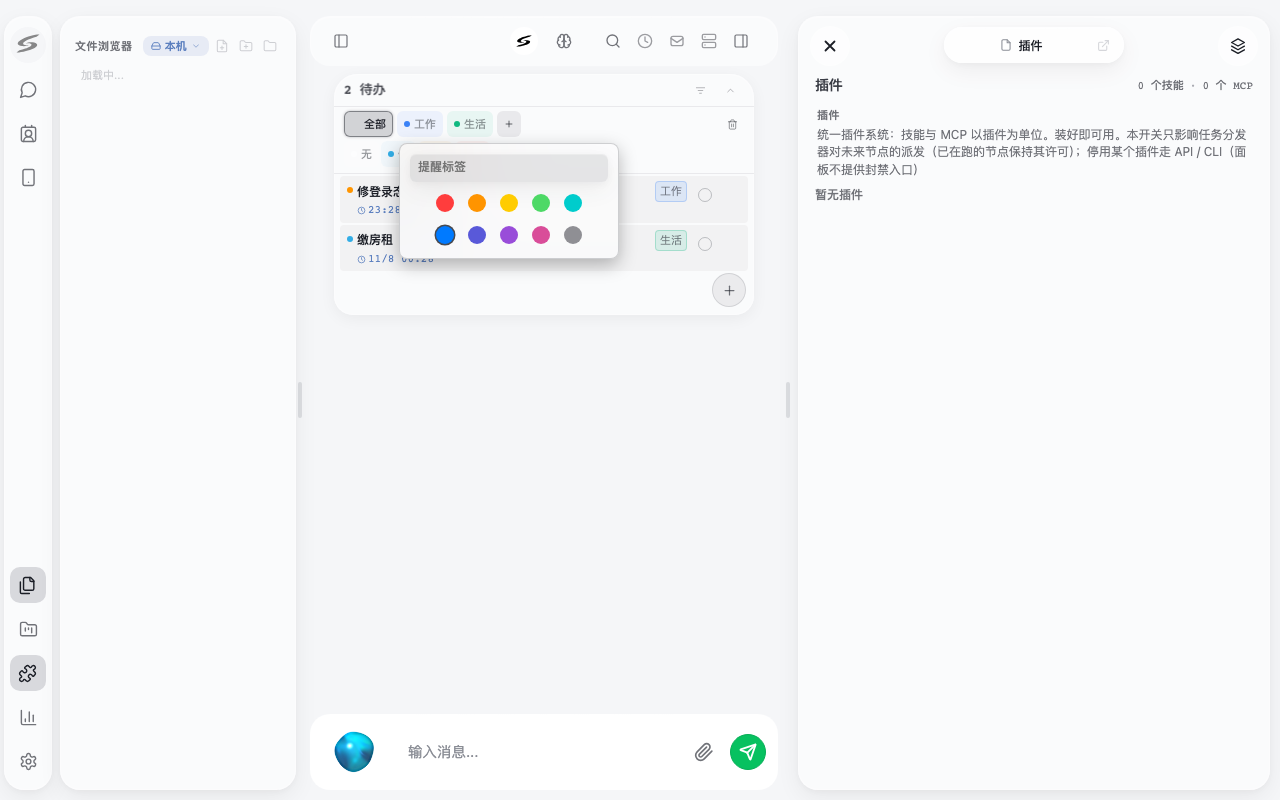 文件浏览器
本机
加载中...
2 待办
全部
工作
生活
+
无
提醒标签
修登录态
23:28
工作
缴房租
生活
11/8 00:28
+
输入消息...
插件
插件
0 个技能 · 0 个 MCP
插件
统一插件系统：技能与 MCP 以插件为单位。装好即可用。本开关只影响任务分发
器对未来节点的派发（已在跑的节点保持其许可）；停用某个插件走 API / CLI（面
板不提供封禁入口）
暂无插件